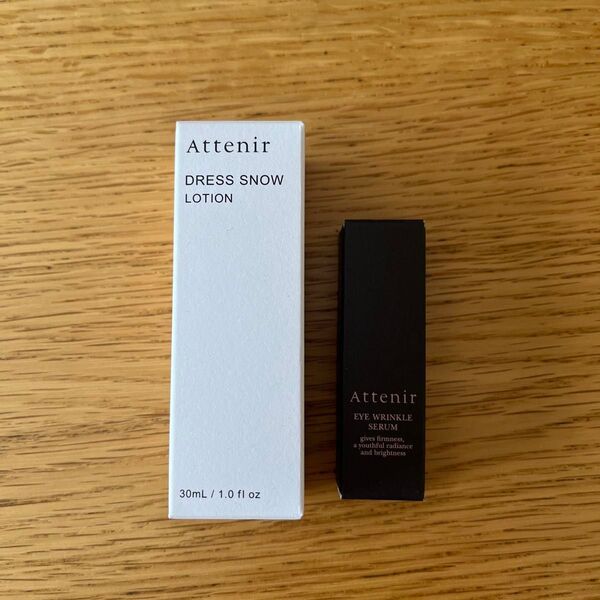 Attenir
DRESS SNOW
LOTION
30mL / 1.0 fl oz
Attenir
EYE WRINKLE
SERUM
gives firmness,
a youthful radiance
and brightness